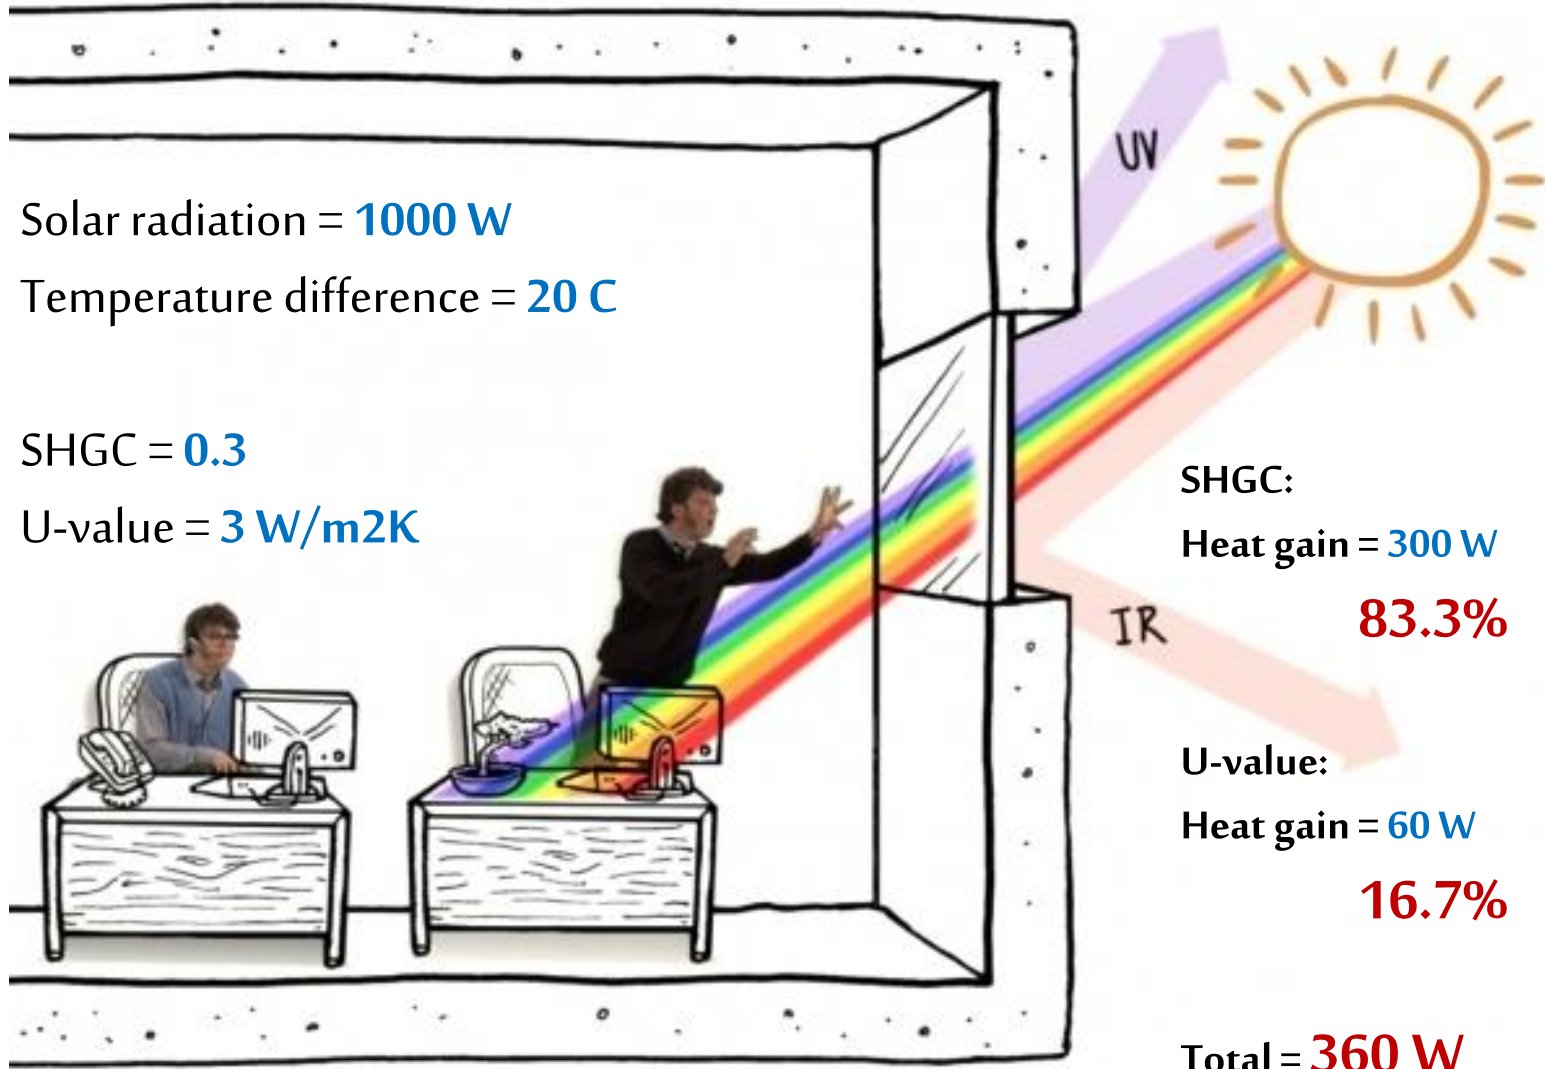 UV
Solar radiation = 1000 W
Temperature difference = 20 C
SHGC = 0.3
U-value = 3 W/m2K
SHGC:
Heat gain = 300 W
83.3%
IR
U-value:
Heat gain = 60 W
16.7%
Total = 360 W